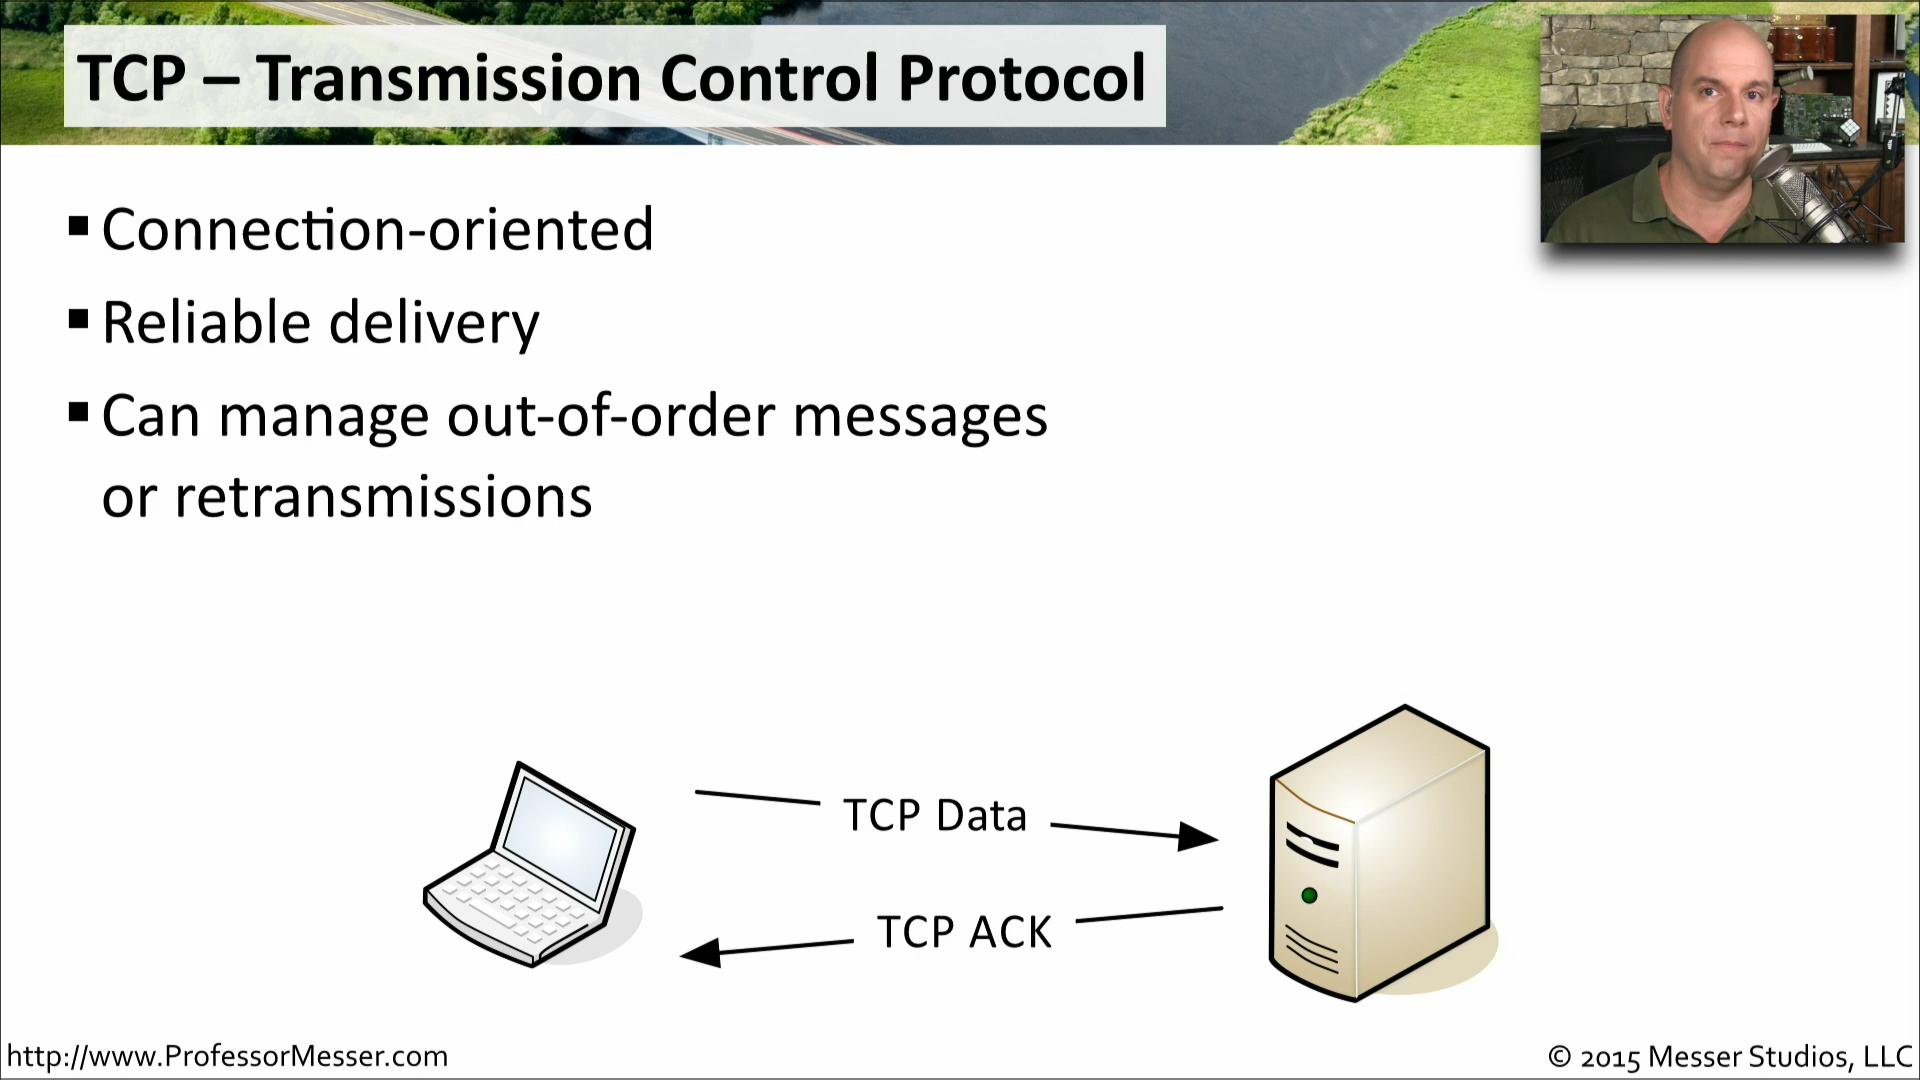 TCP – Transmission Control Protocol
▪ Connection-oriented
▪ Reliable delivery
▪ Can manage out-of-order messages
or retransmissions
TCP Data
TCP ACK
http://www.ProfessorMesser.com
© 2015 Messer Studios, LLC